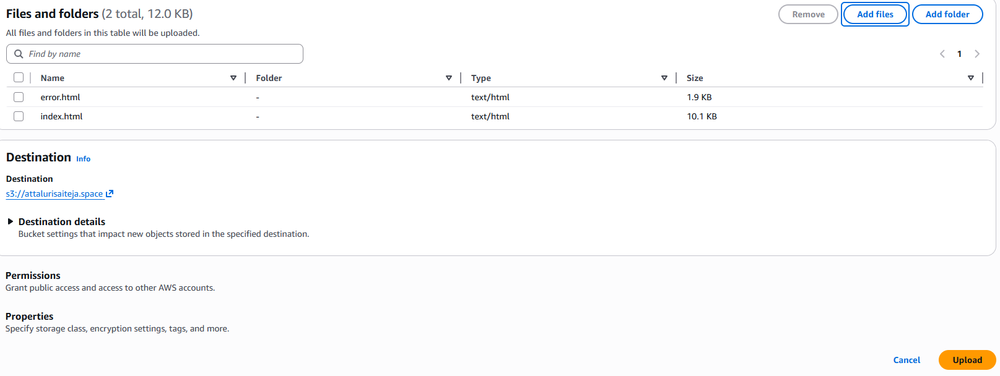 Files and folders (2 total, 12.0 KB)
Remove
Add files
Add folder
All files and folders in this table will be uploaded.
Find by name
1
Name Folder Type Size
error.html - text/html 1.9 KB
index.html - text/html 10.1 KB
Destination Info
Destination
s3://attalurisaiteja.space
Destination details
Bucket settings that impact new objects stored in the specified destination.
Permissions
Grant public access and access to other AWS accounts.
Properties
Specify storage class, encryption settings, tags, and more.
Cancel
Upload